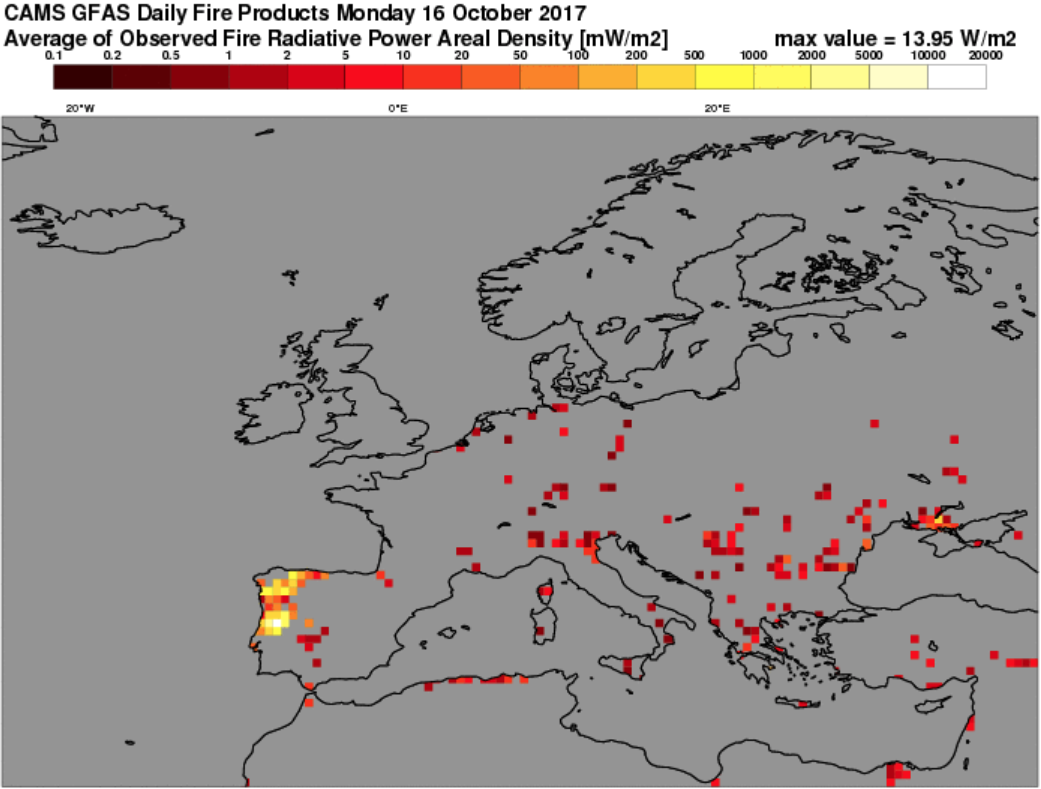 CAMS GFAS Daily Fire Products Monday 16 October 2017
Average of Observed Fire Radiative Power Areal Density [mW/m2] max value = 13.95 W/m2
0.1 0.2 0.5 1 2 5 10 20 50 100 200 500 1000 2000 5000 10000 20000
20°W 0°E 20°E